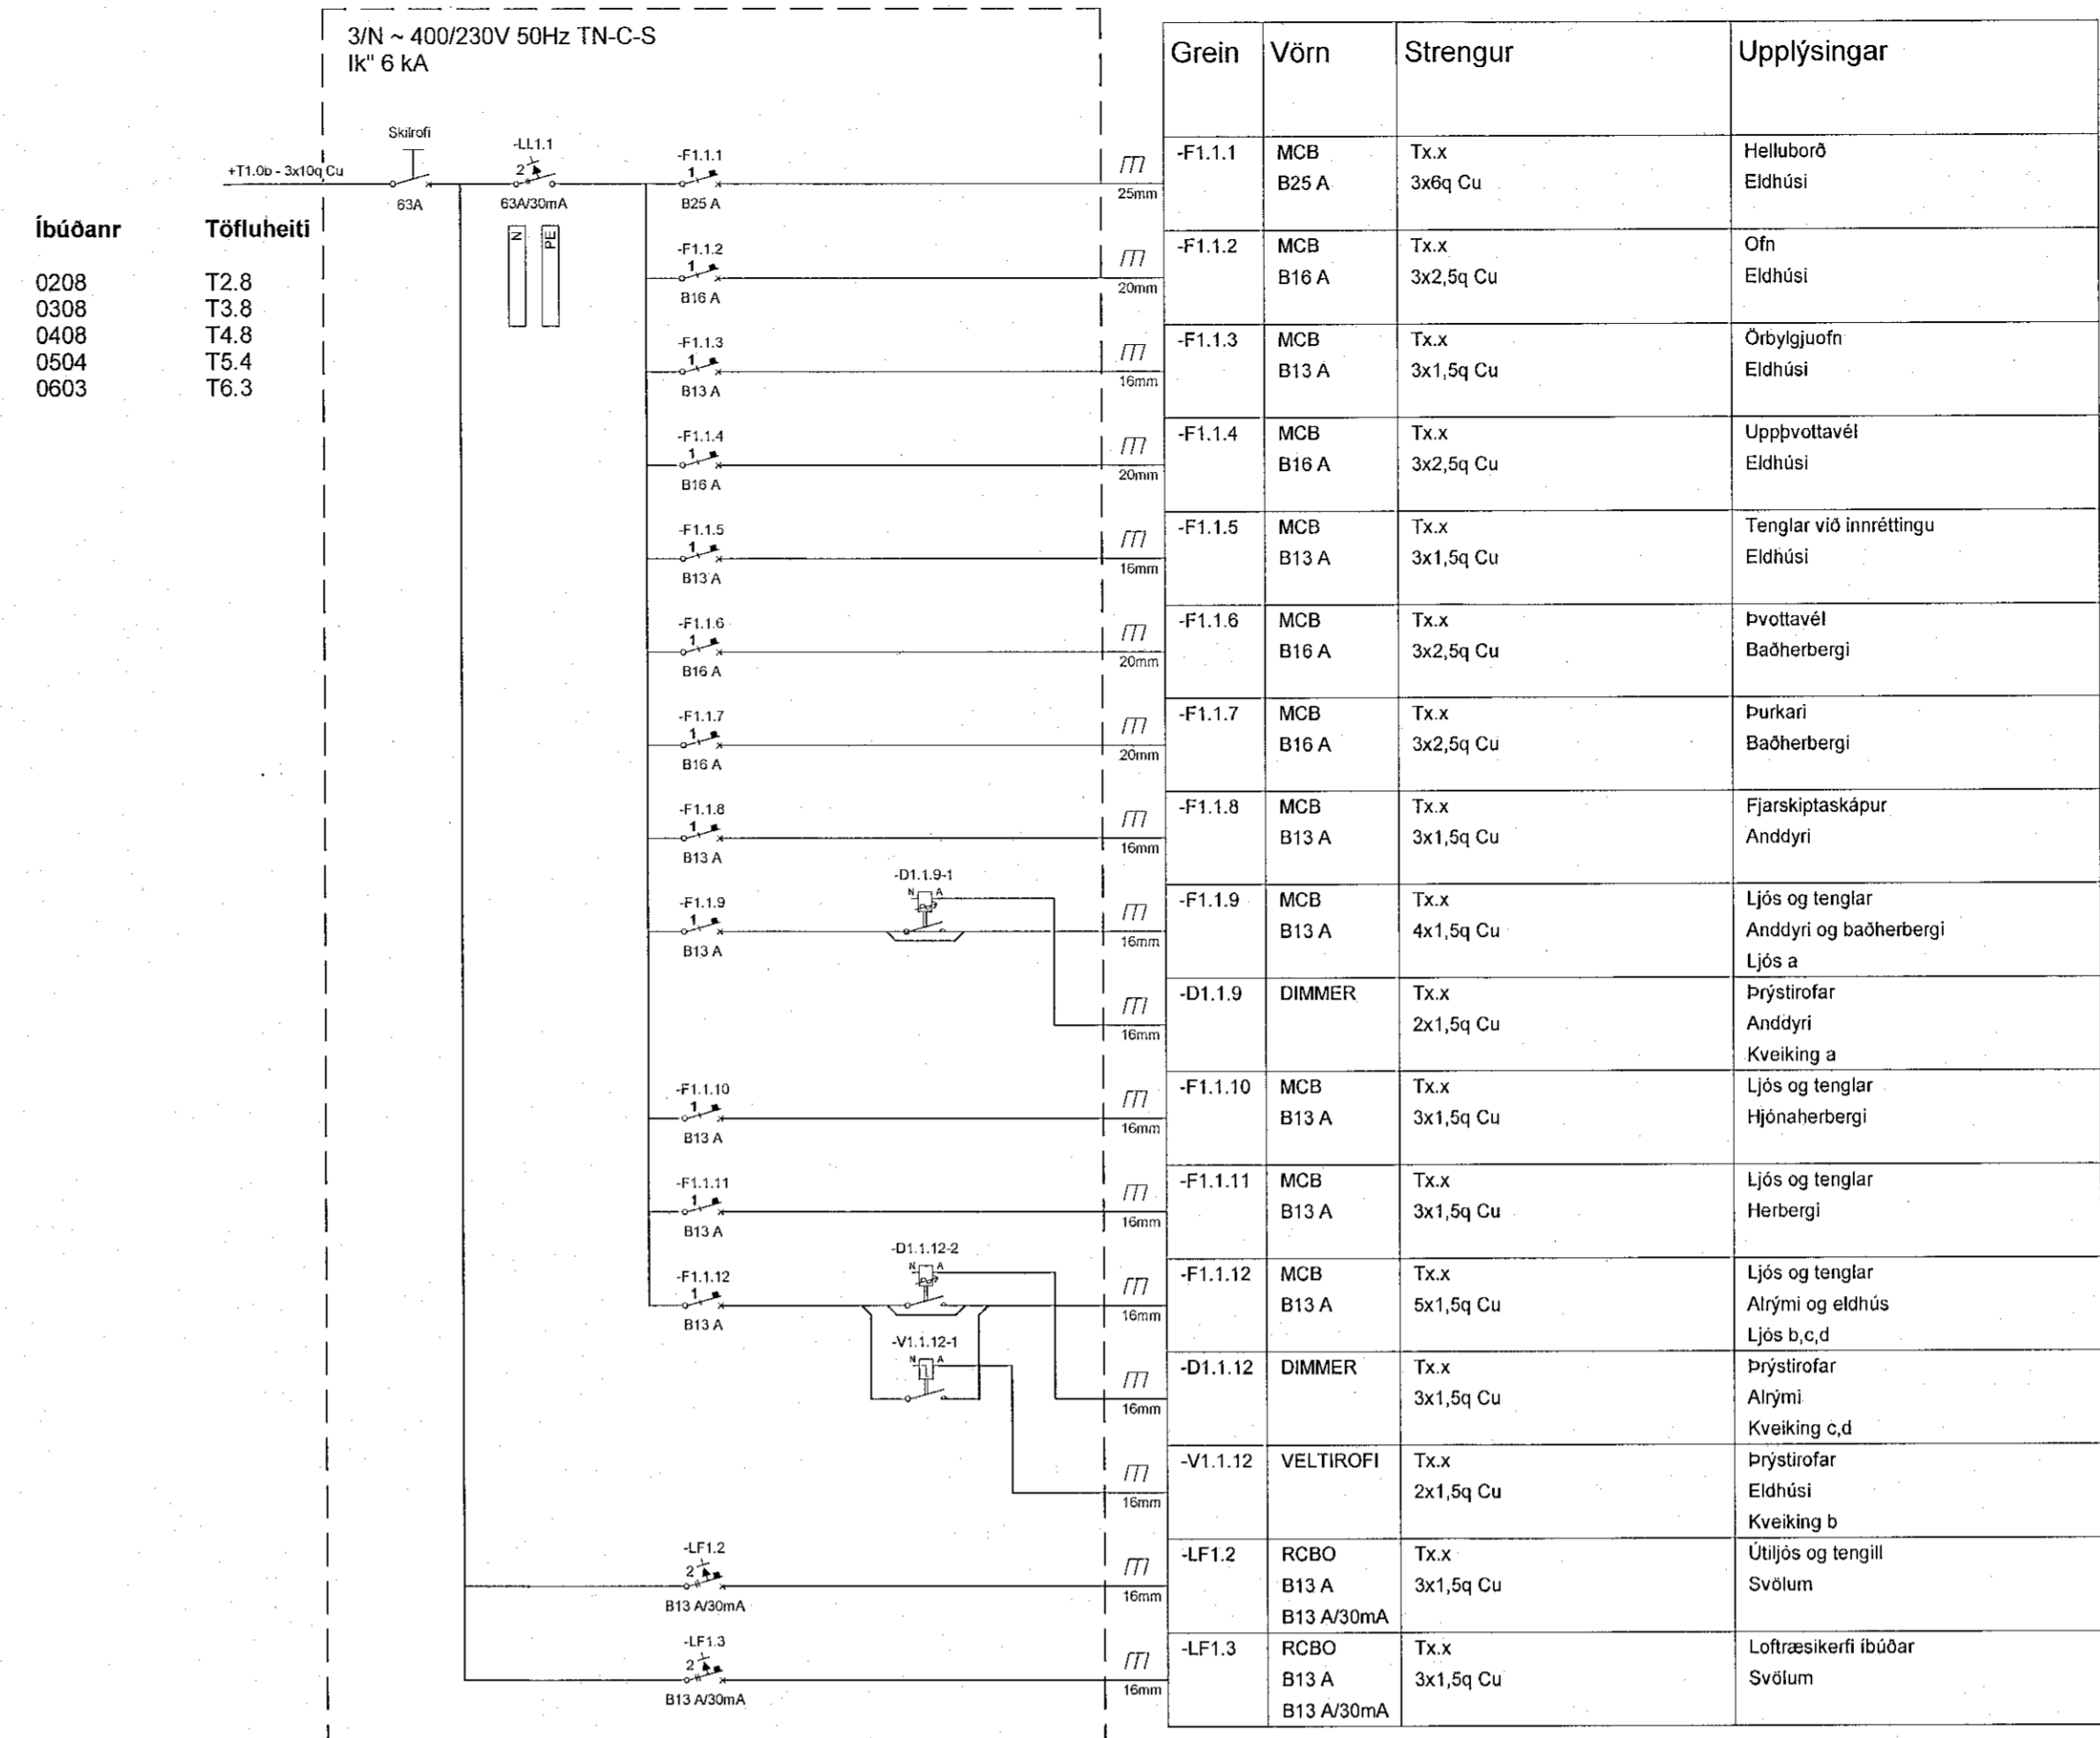 3/N ~ 400/230V 50Hz TN-C-S
Ik" 6 kA
Skilrofi
+T1.0b - 3x10q Cu
63A
-LL1.1
2
63A/30mA
N
PE
Íbúðanr Töfluheiti
0208 T2.8
0308 T3.8
0408 T4.8
0504 T5.4
0603 T6.3
-F1.1.1
1
B25 A
25mm
-F1.1.2
1
B16 A
20mm
-F1.1.3
1
B13 A
16mm
-F1.1.4
1
B16 A
20mm
-F1.1.5
1
B13 A
16mm
-F1.1.6
1
B16 A
20mm
-F1.1.7
1
B16 A
20mm
-F1.1.8
1
B13 A
16mm
-F1.1.9
1
B13 A
-D1.1.9-1
N A
16mm
16mm
-F1.1.10
1
B13 A
16mm
-F1.1.11
1
B13 A
16mm
-F1.1.12
1
B13 A
-D1.1.12-2
N A
16mm
-V1.1.12-1
N A
16mm
16mm
-LF1.2
2
B13 A/30mA
16mm
-LF1.3
2
B13 A/30mA
16mm
Grein Vörn Strengur Upplýsingar
-F1.1.1 MCB Tx.x Helluborð
B25 A 3x6q Cu Eldhúsi
-F1.1.2 MCB Tx.x Ofn
B16 A 3x2,5q Cu Eldhúsi
-F1.1.3 MCB Tx.x Örbylgjuofn
B13 A 3x1,5q Cu Eldhúsi
-F1.1.4 MCB Tx.x Uppþvottavél
B16 A 3x2,5q Cu Eldhúsi
-F1.1.5 MCB Tx.x Tenglar við innréttingu
B13 A 3x1,5q Cu Eldhúsi
-F1.1.6 MCB Tx.x Þvottavél
B16 A 3x2,5q Cu Baðherbergi
-F1.1.7 MCB Tx.x Þurkari
B16 A 3x2,5q Cu Baðherbergi
-F1.1.8 MCB Tx.x Fjarskiptaskápur
B13 A 3x1,5q Cu Anddyri
-F1.1.9 MCB Tx.x Ljós og tenglar
B13 A 4x1,5q Cu Anddyri og baðherbergi
Ljós a
-D1.1.9 DIMMER Tx.x Þrýstirofar
2x1,5q Cu Anddyri
Kveiking a
-F1.1.10 MCB Tx.x Ljós og tenglar
B13 A 3x1,5q Cu Hjónaherbergi
-F1.1.11 MCB Tx.x Ljós og tenglar
B13 A 3x1,5q Cu Herbergi
-F1.1.12 MCB Tx.x Ljós og tenglar
B13 A 5x1,5q Cu Alrými og eldhús
Ljós b,c,d
-D1.1.12 DIMMER Tx.x Þrýstirofar
3x1,5q Cu Alrými
Kveiking c,d
-V1.1.12 VELTIROFI Tx.x Þrýstirofar
2x1,5q Cu Eldhúsi
Kveiking b
-LF1.2 RCBO Tx.x Útiljós og tengill
B13 A 3x1,5q Cu Svölum
B13 A/30mA
-LF1.3 RCBO Tx.x Loftræsikerfi íbúðar
B13 A 3x1,5q Cu Svölum
B13 A/30mA